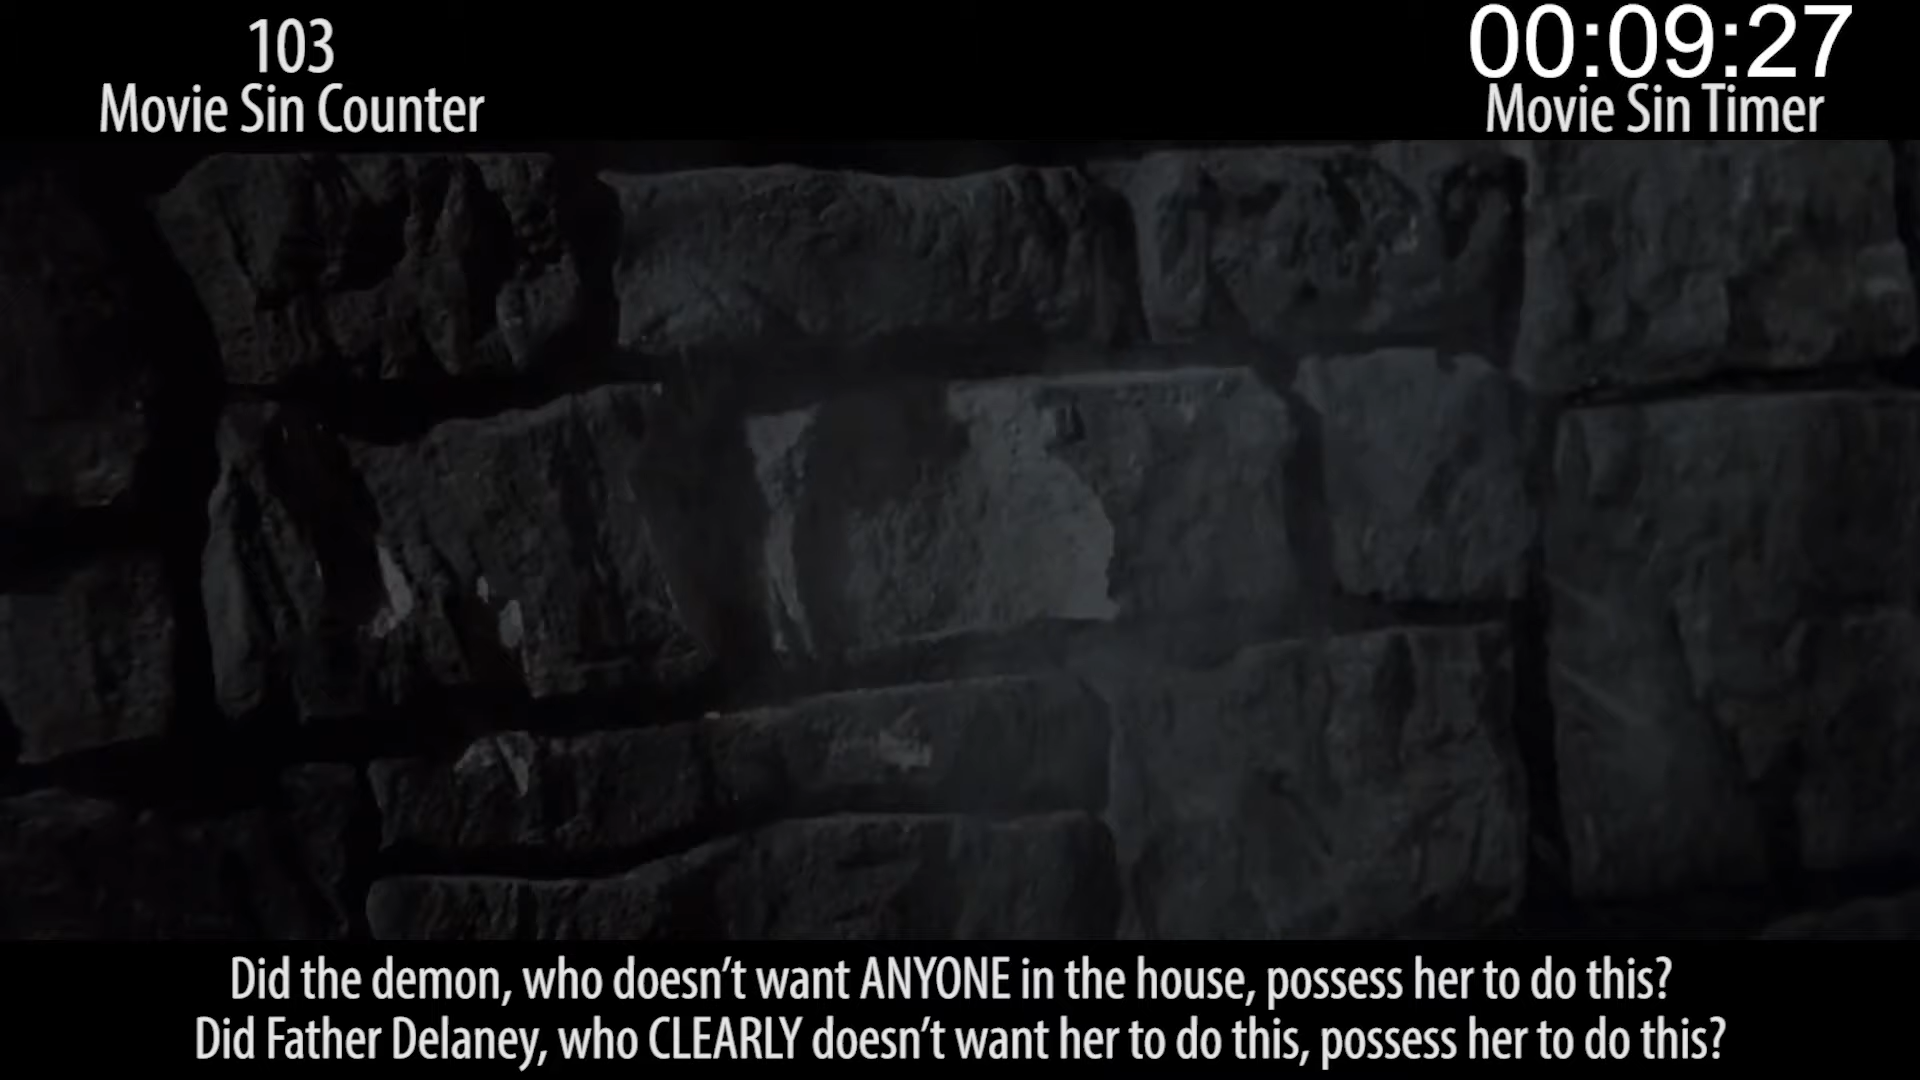 103
Movie Sin Counter
00:09:27
Movie Sin Timer
Did the demon, who doesn't want ANYONE in the house, possess her to do this?
Did Father Delaney, who CLEARLY doesn't want her to do this, possess her to do this?